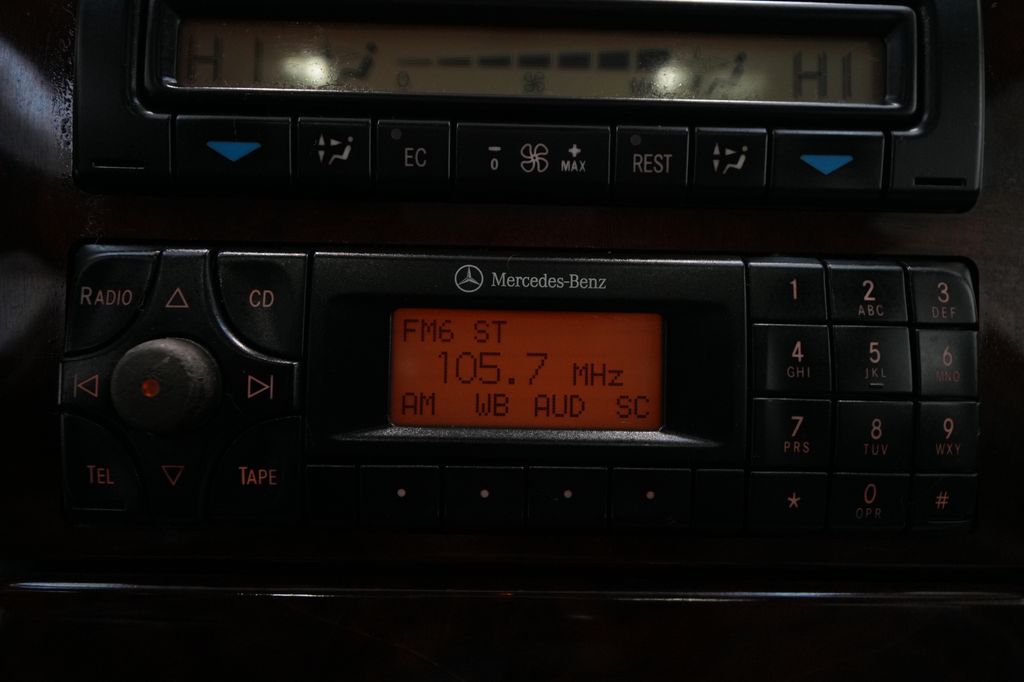 HI 0 HI
EC - 0 + MAX REST
RADIO CD
Mercedes-Benz
FM6 ST
105.7 MHz
AM WB AUD SC
TEL TAPE
1 2 ABC 3 DEF
4 GHI 5 JKL 6 MNO
7 PRS 8 TUV 9 WXY
* 0 OPR #